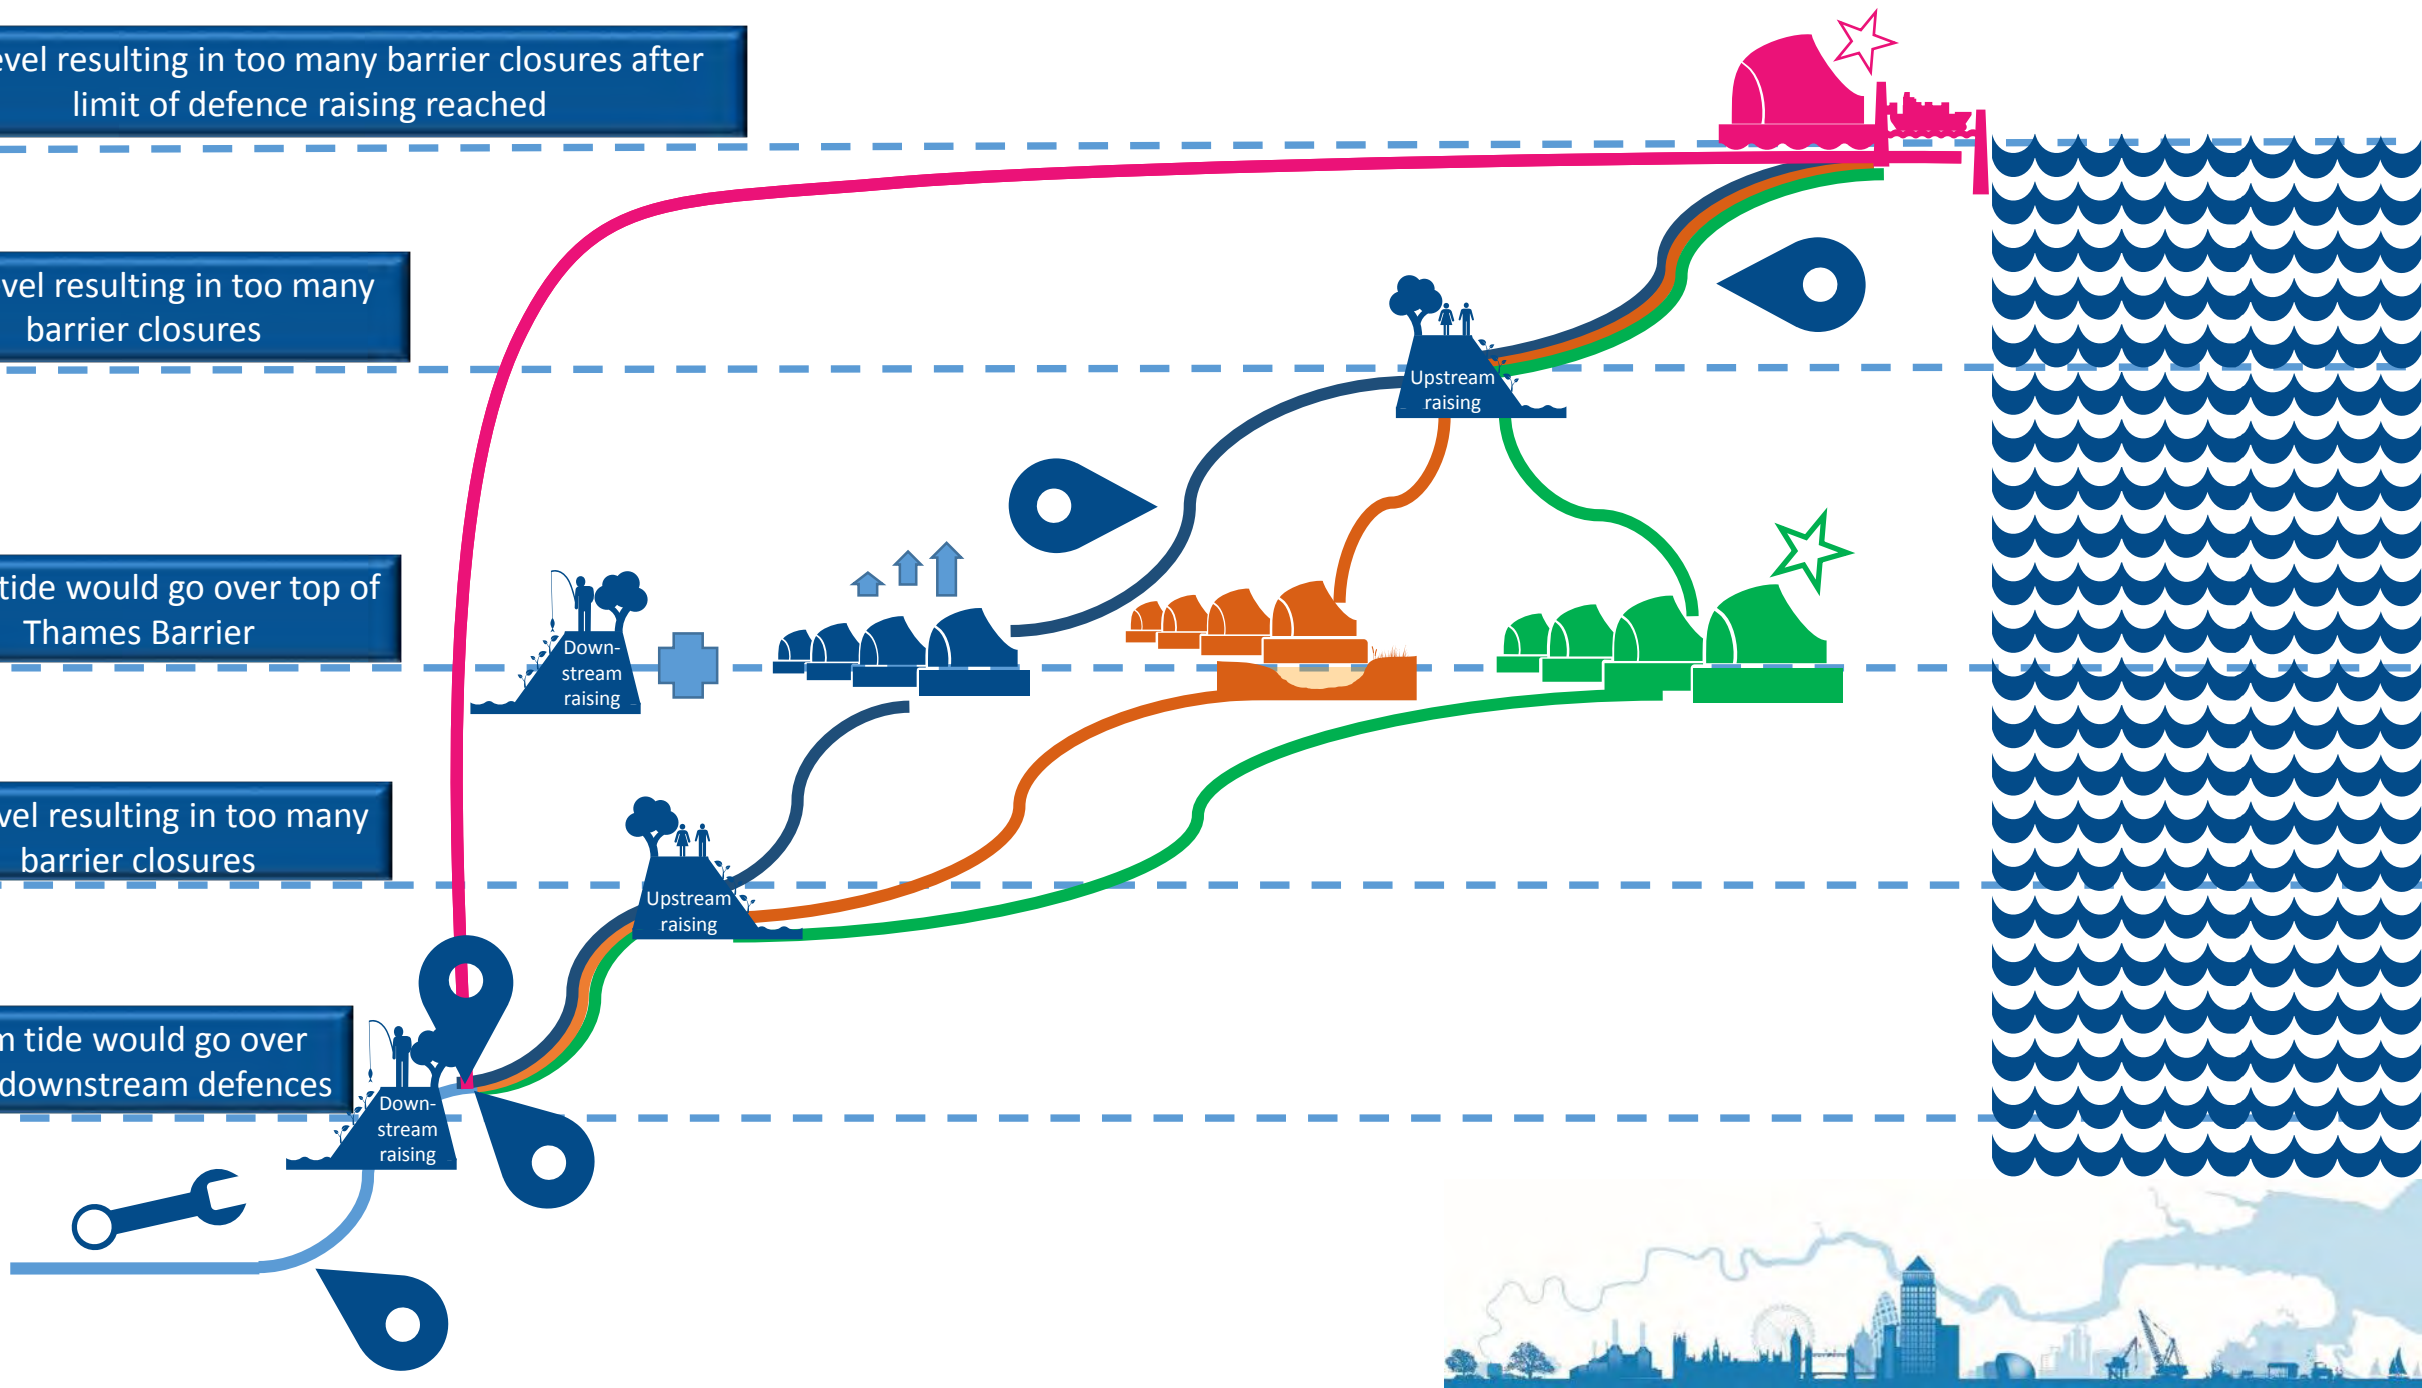 evel resulting in too many barrier closures after
limit of defence raising reached
vel resulting in too many
barrier closures
Upstream
raising
tide would go over top of
Thames Barrier
Down-
stream
raising
vel resulting in too many
barrier closures
Upstream
raising
m tide would go over
downstream defences
Down-
stream
raising